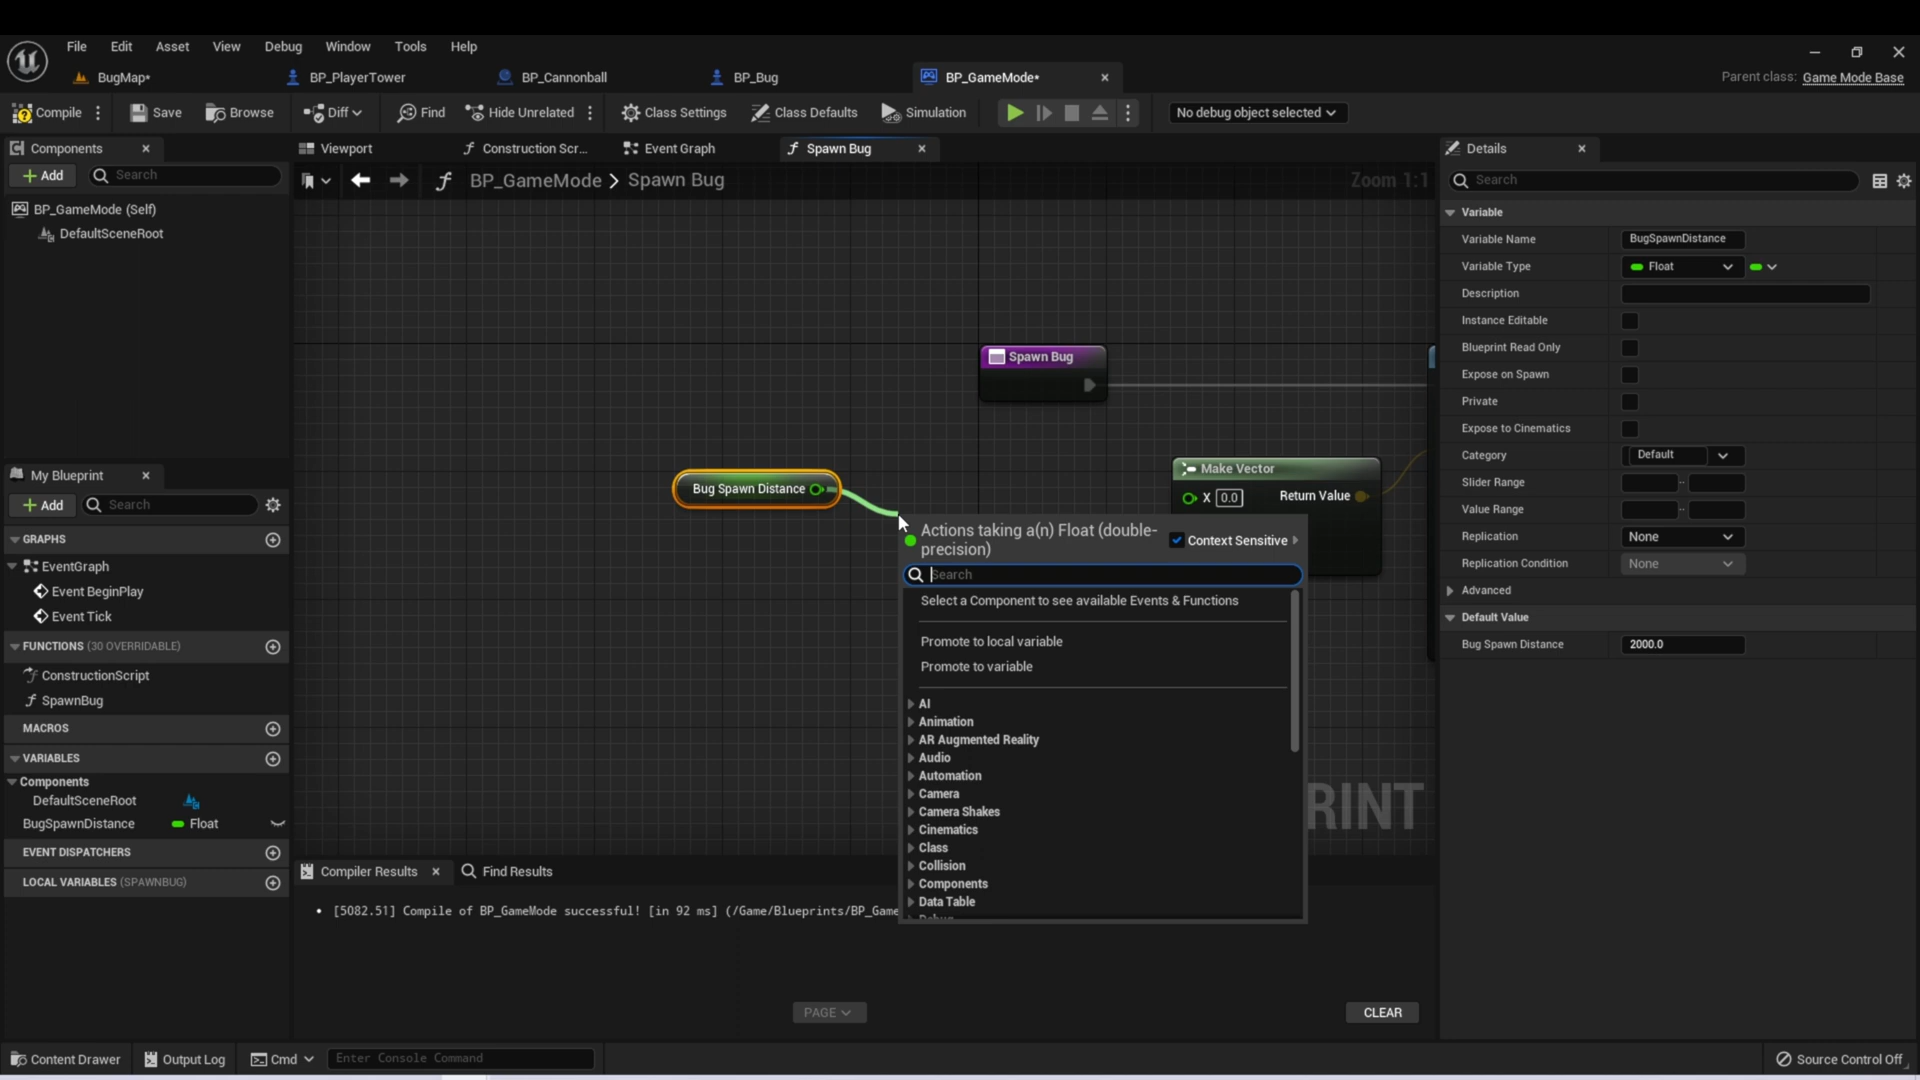 File Edit Asset View Debug Window Tools Help
BugMap* BP_PlayerTower BP_Cannonball BP_Bug BP_GameMode*
Parent class: Game Mode Base
Compile Save Browse Diff Find Hide Unrelated Class Settings Class Defaults Simulation No debug object selected
Components
Add Search
BP_GameMode (Self)
DefaultSceneRoot
My Blueprint
Add Search
GRAPHS
EventGraph
Event BeginPlay
Event Tick
FUNCTIONS (30 OVERRIDABLE)
ConstructionScript
SpawnBug
MACROS
VARIABLES
Components
DefaultSceneRoot
BugSpawnDistance Float
EVENT DISPATCHERS
LOCAL VARIABLES (SPAWNBUG)
Viewport Construction Scr... Event Graph Spawn Bug
BP_GameMode > Spawn Bug
Zoom 1:1
Spawn Bug
Bug Spawn Distance
Make Vector
X 0.0 Return Value
Actions taking a(n) Float (double-
precision)
Context Sensitive
Search
Select a Component to see available Events & Functions
Promote to local variable
Promote to variable
AI
Animation
AR Augmented Reality
Audio
Automation
Camera
Camera Shakes
Cinematics
Class
Collision
Components
Data Table
RINT
Compiler Results Find Results
• [5082.51] Compile of BP_GameMode successful! [in 92 ms] (/Game/Blueprints/BP_Game
PAGE CLEAR
Details
Search
Variable
Variable Name BugSpawnDistance
Variable Type Float
Description
Instance Editable
Blueprint Read Only
Expose on Spawn
Private
Expose to Cinematics
Category Default
Slider Range
Value Range
Replication None
Replication Condition None
Advanced
Default Value
Bug Spawn Distance 2000.0
Content Drawer Output Log Cmd Enter Console Command Source Control Off